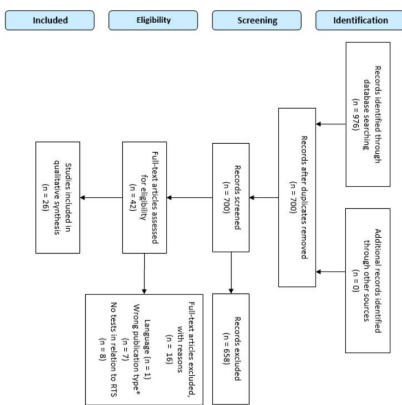 Identification
Screening
Eligibility
Included
Records identified through
database searching
(n = 976)
Additional records identified
through other sources
(n = 0)
Records after duplicates removed
(n = 700)
Records screened
(n = 700)
Records excluded
(n = 658)
Full-text articles assessed
for eligibility
(n = 42)
Full-text articles excluded,
with reasons
(n = 16)
Language (n = 1)
Wrong publication type*
(n = 7)
No tests in relation to RTS
(n = 8)
Studies included in
qualitative synthesis
(n = 26)